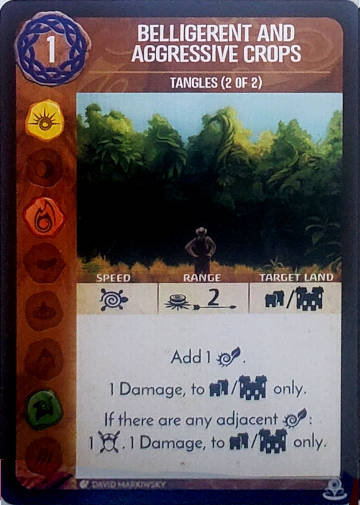 1
BELLIGERENT AND
AGGRESSIVE CROPS
TANGLES (2 OF 2)
SPEED RANGE TARGET LAND
2 /
Add 1 .
1 Damage, to / only.
If there are any adjacent :
1 . 1 Damage, to / only.
DAVID MARKIWSKY